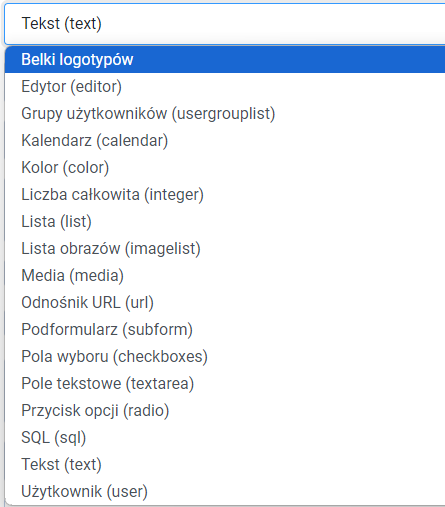 Tekst (text)
Belki logotypów
Edytor (editor)
Grupy użytkowników (usergrouplist)
Kalendarz (calendar)
Kolor (color)
Liczba całkowita (integer)
Lista (list)
Lista obrazów (imagelist)
Media (media)
Odnośnik URL (url)
Podformularz (subform)
Pola wyboru (checkboxes)
Pole tekstowe (textarea)
Przycisk opcji (radio)
SQL (sql)
Tekst (text)
Użytkownik (user)